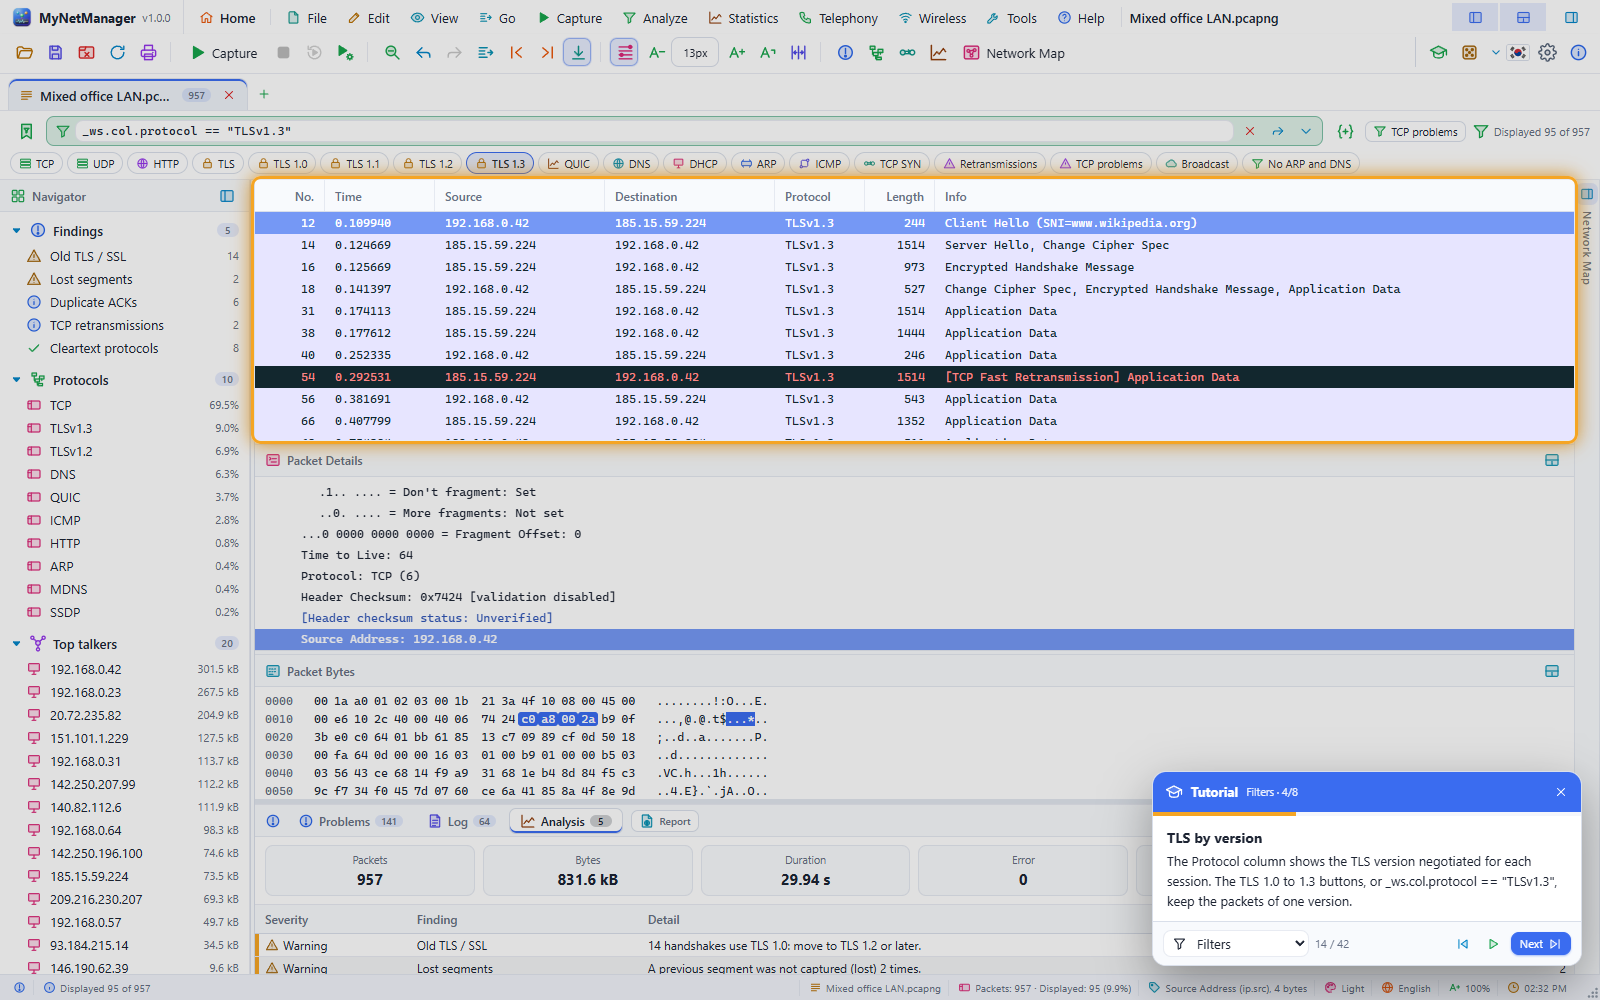 MyNetManager v1.0.0 Home File Edit View Go Capture Analyze Statistics Telephony Wireless Tools Help Mixed office LAN.pcapng
Capture A− 13px A+ Network Map
Mixed office LAN.pc... 957
_ws.col.protocol == "TLSv1.3" TCP problems Displayed 95 of 957
TCP UDP HTTP TLS TLS 1.0 TLS 1.1 TLS 1.2 TLS 1.3 QUIC DNS DHCP ARP ICMP TCP SYN Retransmissions TCP problems Broadcast No ARP and DNS
Navigator
Findings 5
Old TLS / SSL 14
Lost segments 2
Duplicate ACKs 6
TCP retransmissions 2
Cleartext protocols 8
Protocols 10
TCP 69.5%
TLSv1.3 9.0%
TLSv1.2 6.9%
DNS 6.3%
QUIC 3.7%
ICMP 2.8%
HTTP 0.8%
ARP 0.4%
MDNS 0.4%
SSDP 0.2%
Top talkers 20
192.168.0.42 301.5 kB
192.168.0.23 267.5 kB
20.72.235.82 204.9 kB
151.101.1.229 127.5 kB
192.168.0.31 113.7 kB
142.250.207.99 112.2 kB
140.82.112.6 111.9 kB
192.168.0.64 98.3 kB
142.250.196.100 74.6 kB
185.15.59.224 73.5 kB
209.216.230.207 69.3 kB
192.168.0.57 49.7 kB
93.184.215.14 34.5 kB
146.190.62.39 9.6 kB
No. Time Source Destination Protocol Length Info
12 0.109940 192.168.0.42 185.15.59.224 TLSv1.3 244 Client Hello (SNI=www.wikipedia.org)
14 0.124669 185.15.59.224 192.168.0.42 TLSv1.3 1514 Server Hello, Change Cipher Spec
16 0.125669 185.15.59.224 192.168.0.42 TLSv1.3 973 Encrypted Handshake Message
18 0.141397 192.168.0.42 185.15.59.224 TLSv1.3 527 Change Cipher Spec, Encrypted Handshake Message, Application Data
31 0.174113 185.15.59.224 192.168.0.42 TLSv1.3 1514 Application Data
38 0.177612 185.15.59.224 192.168.0.42 TLSv1.3 1444 Application Data
40 0.252335 192.168.0.42 185.15.59.224 TLSv1.3 246 Application Data
54 0.292531 185.15.59.224 192.168.0.42 TLSv1.3 1514 [TCP Fast Retransmission] Application Data
56 0.381691 192.168.0.42 185.15.59.224 TLSv1.3 543 Application Data
66 0.407799 185.15.59.224 192.168.0.42 TLSv1.3 1352 Application Data
Network Map
Packet Details
.1.. .... = Don't fragment: Set
..0. .... = More fragments: Not set
...0 0000 0000 0000 = Fragment Offset: 0
Time to Live: 64
Protocol: TCP (6)
Header Checksum: 0x7424 [validation disabled]
[Header checksum status: Unverified]
Source Address: 192.168.0.42
Packet Bytes
0000 00 1a a0 01 02 03 00 1b 21 3a 4f 10 08 00 45 00 ........!:O...E.
0010 00 e6 10 2c 40 00 40 06 74 24 c0 a8 00 2a b9 0f ...,@.@.t$...*..
0020 3b e0 c0 64 01 bb 61 85 13 c7 09 89 cf 0d 50 18 ;..d..a.......P.
0030 00 fa 64 0d 00 00 16 03 01 00 b9 01 00 00 b5 03 ..d.............
0040 03 56 43 ce 68 14 f9 a9 31 68 1e b4 8d 84 f5 c3 .VC.h...1h......
0050 9c f7 34 f0 45 7d 07 60 ce 6a 41 85 8a 4f 8e 9d ..4.E}.`.jA..O..
Problems 141 Log 64 Analysis 5 Report
Packets 957
Bytes 831.6 kB
Duration 29.94 s
Error 0
Severity Finding Detail
Warning Old TLS / SSL 14 handshakes use TLS 1.0: move to TLS 1.2 or later.
Warning Lost segments A previous segment was not captured (lost) 2 times. 2
Tutorial Filters · 4/8
TLS by version
The Protocol column shows the TLS version negotiated for each
session. The TLS 1.0 to 1.3 buttons, or _ws.col.protocol == "TLSv1.3",
keep the packets of one version.
Filters 14 / 42 Next
Displayed 95 of 957 Mixed office LAN.pcapng Packets: 957 · Displayed: 95 (9.9%) Source Address (ip.src), 4 bytes Light English 100% 02:32 PM